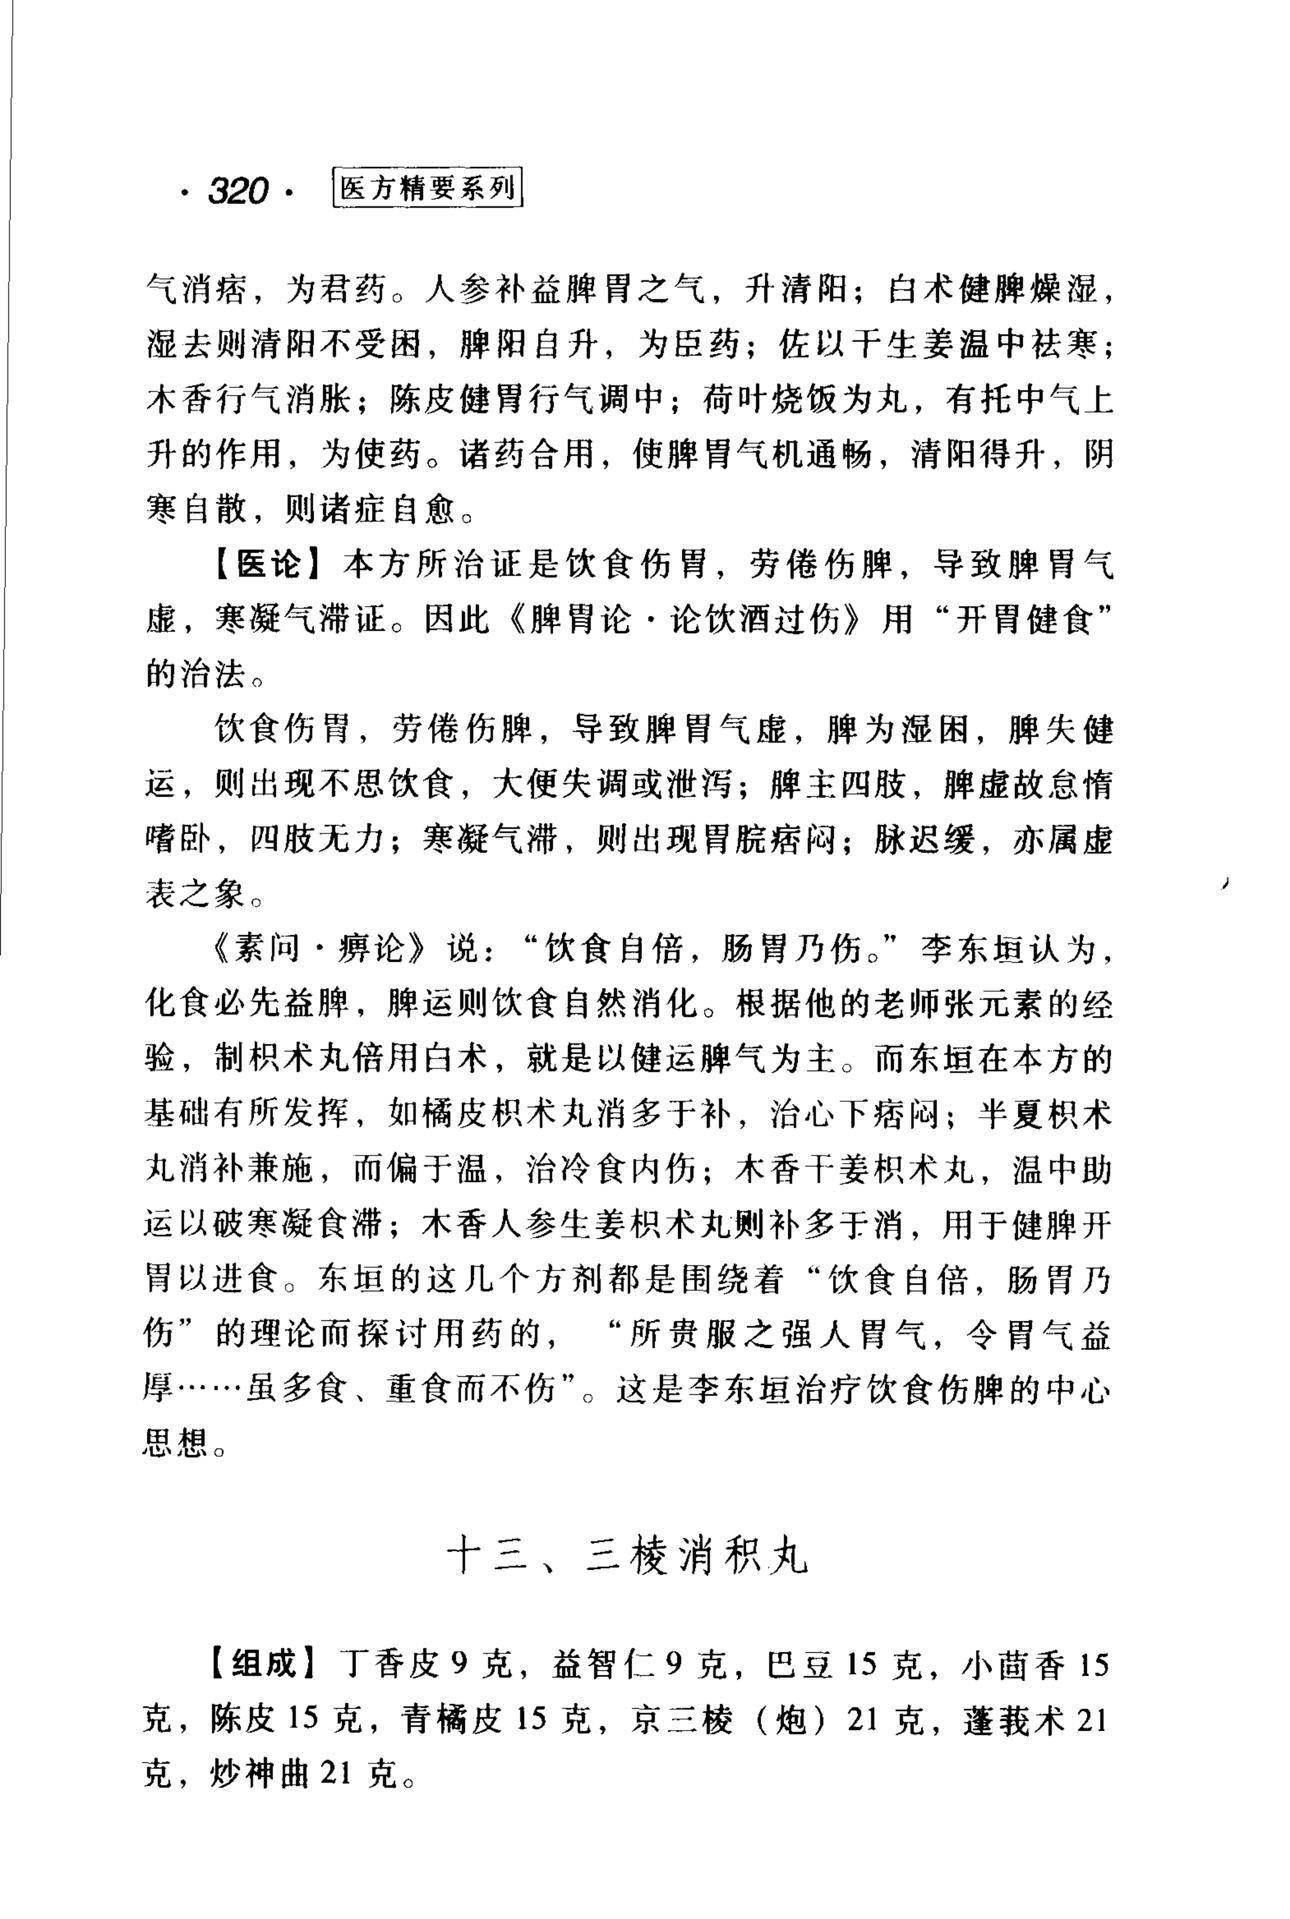 ·320· 医方精要系列
气消痞，为君药。人参补益脾胃之气，升清阳；白术健脾燥湿，
湿去则清阳不受困，脾阳自升，为臣药；佐以干生姜温中祛寒；
木香行气消胀；陈皮健胃行气调中；荷叶烧饭为丸，有托中气上
升的作用，为使药。诸药合用，使脾胃气机通畅，清阳得升，阴
寒自散，则诸症自愈。
【医论】本方所治证是饮食伤胃，劳倦伤脾，导致脾胃气
虚，寒凝气滞证。因此《脾胃论·论饮酒过伤》用“开胃健食”
的治法。
饮食伤胃，劳倦伤脾，导致脾胃气虚，脾为湿困，脾失健
运，则出现不思饮食，大便失调或泄泻；脾主四肢，脾虚故怠惰
嗜卧，四肢无力；寒凝气滞，则出现胃脘痞闷；脉迟缓，亦属虚
表之象。
《素问·痹论》说：“饮食自倍，肠胃乃伤。”李东垣认为，
化食必先益脾，脾运则饮食自然消化。根据他的老师张元素的经
验，制枳术丸倍用白术，就是以健运脾气为主。而东垣在本方的
基础有所发挥，如橘皮枳术丸消多于补，治心下痞闷；半夏枳术
丸消补兼施，而偏于温，治冷食内伤；木香干姜枳术丸，温中助
运以破寒凝食滞；木香人参生姜枳术丸则补多于消，用于健脾开
胃以进食。东垣的这几个方剂都是围绕着“饮食自倍，肠胃乃
伤”的理论而探讨用药的，“所贵服之强人胃气，令胃气益
厚……虽多食、重食而不伤”。这是李东垣治疗饮食伤脾的中心
思想。
十三、三棱消积丸
【组成】丁香皮9克，益智仁9克，巴豆15克，小茴香15
克，陈皮15克，青橘皮15克，京三棱（炮）21克，蓬莪术21
克，炒神曲21克。